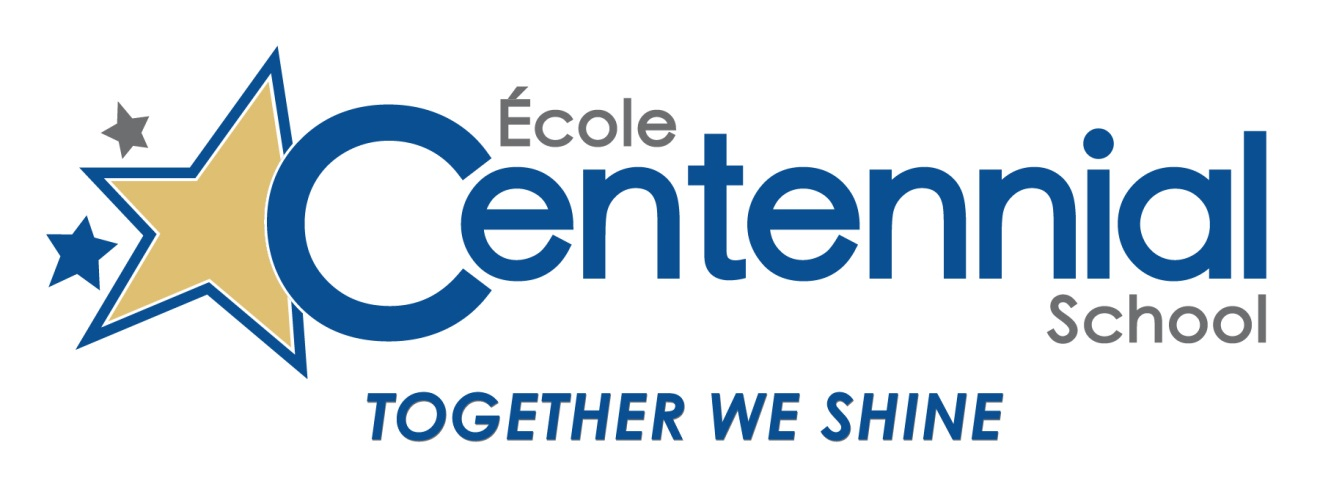 École
Centennial
School
TOGETHER WE SHINE